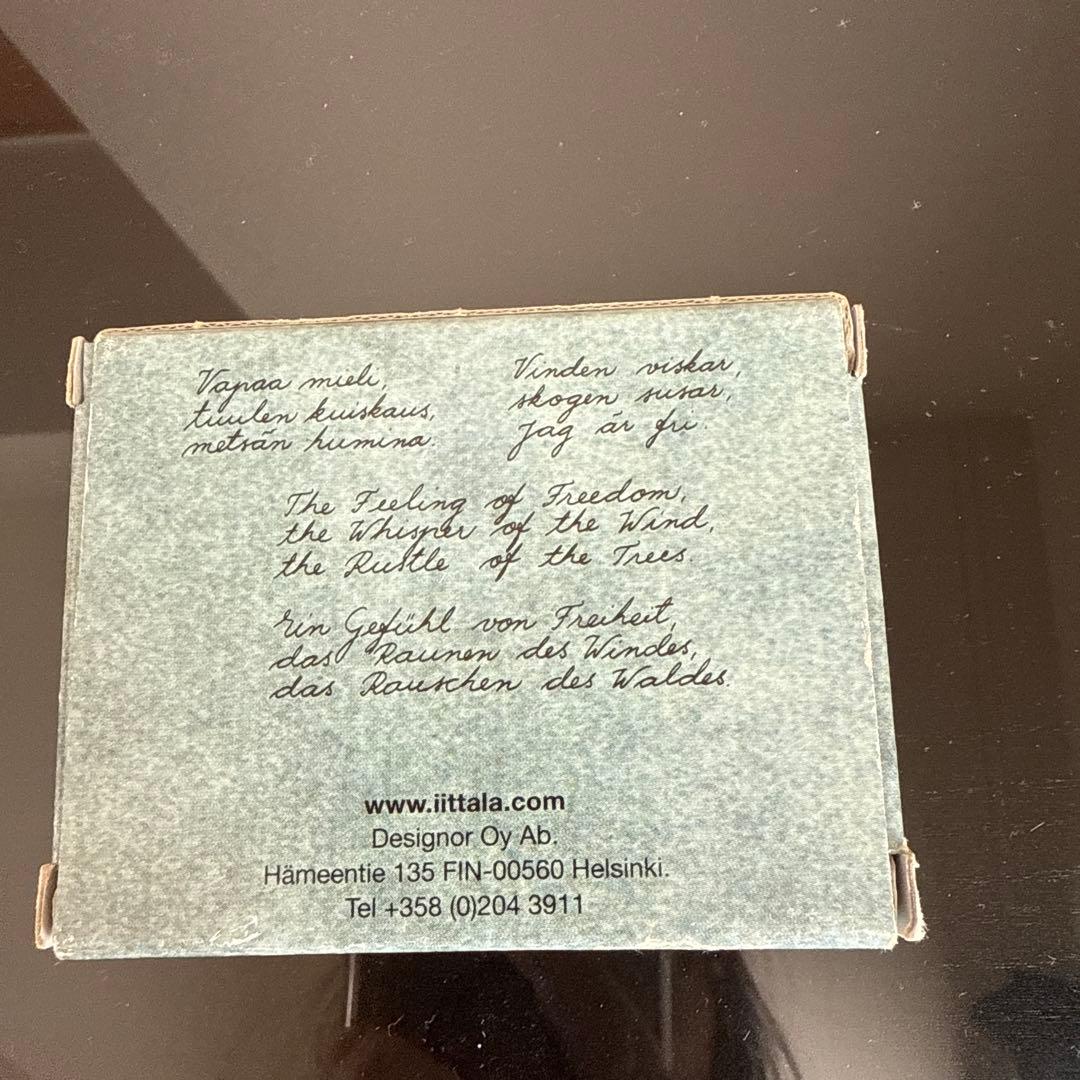 Vapaa mieli,
tuulen kuiskaus,
metsän humina.
Vinden viskar,
skogen susar,
Jag är fri.
The Feeling of Freedom,
the Whisper of the Wind,
the Rustle of the Trees.
Ein Gefühl von Freiheit,
das Raunen des Windes,
das Rauschen des Waldes.
www.iittala.com
Designor Oy Ab.
Hämeentie 135 FIN-00560 Helsinki.
Tel +358 (0)204 3911